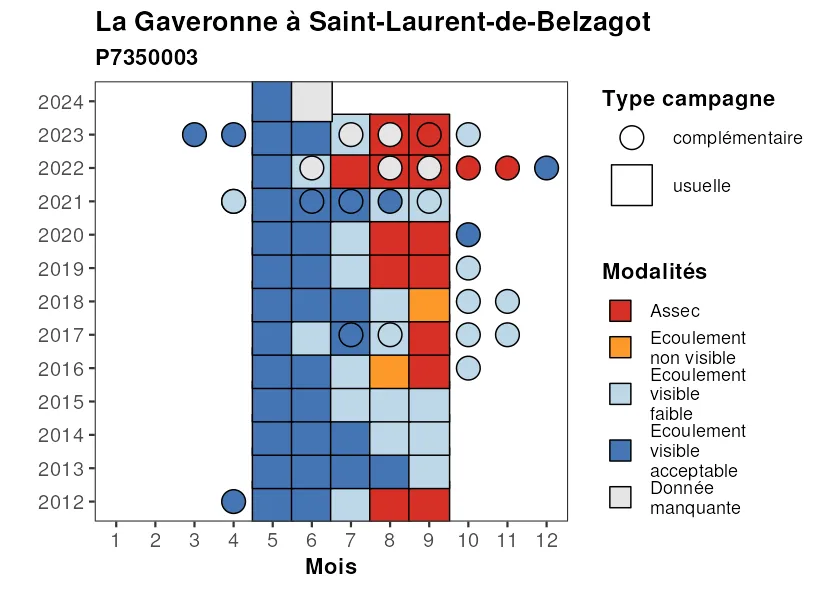 La Gaveronne à Saint-Laurent-de-Belzagot
P7350003
2024
2023
2022
2021
2020
2019
2018
2017
2016
2015
2014
2013
2012
1 2 3 4 5 6 7 8 9 10 11 12
Mois
Type campagne
complémentaire
usuelle
Modalités
Assec
Ecoulement
non visible
Ecoulement
visible
faible
Ecoulement
visible
acceptable
Donnée
manquante